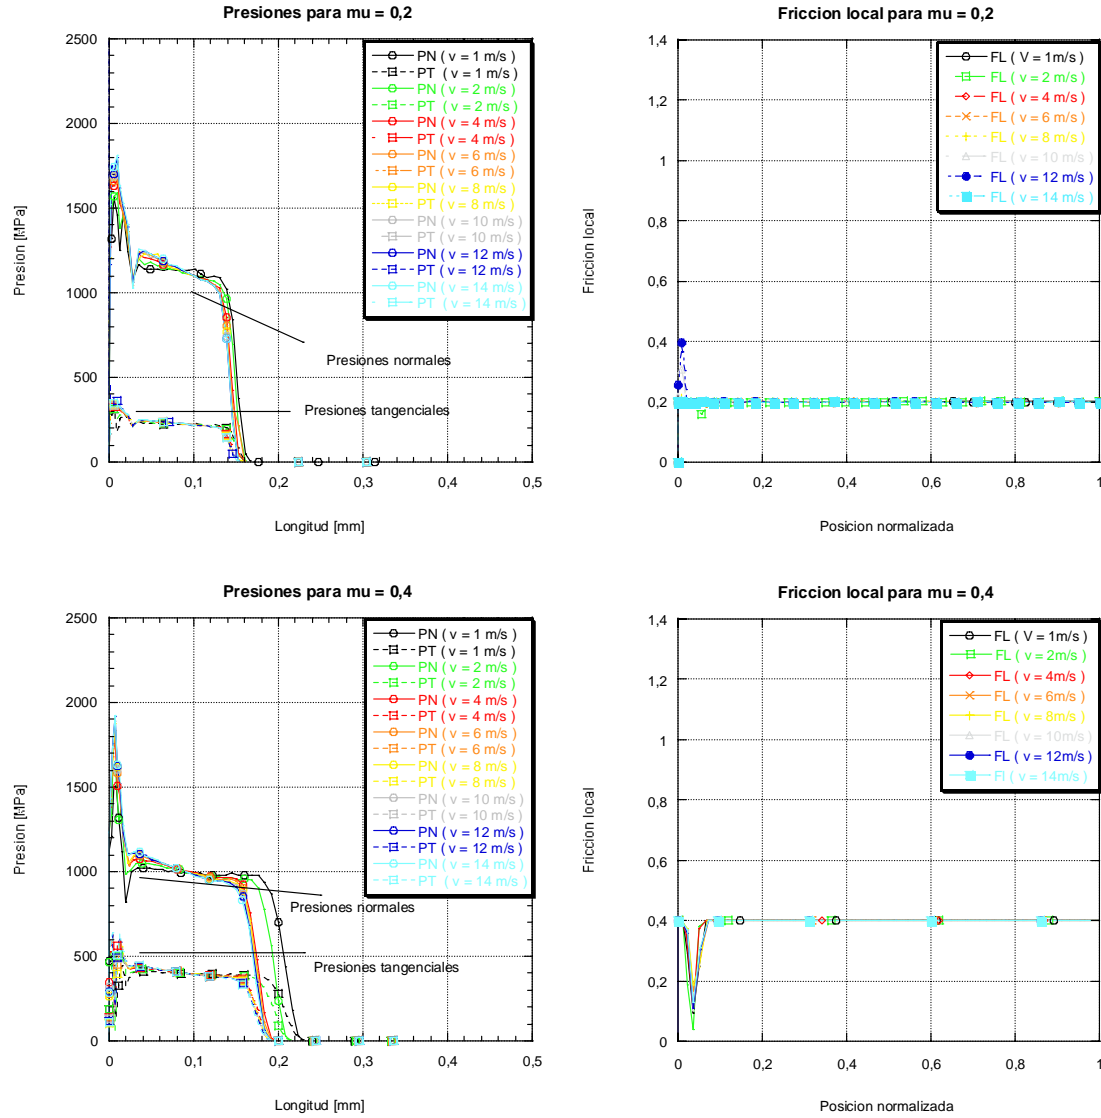 Presiones para mu = 0,2
Presion [MPa]
2500
2000
1500
1000
500
0
PN ( v = 1 m/s )
PT ( v = 1 m/s )
PN ( v = 2 m/s )
PT ( v = 2 m/s )
PN ( v = 4 m/s )
PT ( v = 4 m/s )
PN ( v = 6 m/s )
PT ( v = 6 m/s )
PN ( v = 8 m/s )
PT ( v = 8 m/s )
PN ( v = 10 m/s )
PT ( v = 10 m/s )
PN ( v = 12 m/s )
PT ( v = 12 m/s )
PN ( v = 14 m/s )
PT ( v = 14 m/s )
Presiones normales
Presiones tangenciales
0 0,1 0,2 0,3 0,4 0,5
Longitud [mm]
Friccion local para mu = 0,2
Friccion local
1,4
1,2
1
0,8
0,6
0,4
0,2
0
FL ( V = 1m/s )
FL ( v = 2 m/s )
FL ( v = 4 m/s )
FL ( v = 6 m/s )
FL ( v = 8 m/s )
FL ( v = 10 m/s )
FL ( v = 12 m/s )
FL ( v = 14 m/s )
0 0,2 0,4 0,6 0,8 1
Posicion normalizada
Presiones para mu = 0,4
Presion [MPa]
2500
2000
1500
1000
500
0
PN ( v = 1 m/s )
PT ( v = 1 m/s )
PN ( v = 2 m/s )
PT ( v = 2 m/s )
PN ( v = 4 m/s )
PT ( v = 4 m/s )
PN ( v = 6 m/s )
PT ( v = 6 m/s )
PN ( v = 8 m/s )
PT ( v = 8 m/s )
PN ( v = 10 m/s )
PT ( v = 10 m/s )
PN ( v = 12 m/s )
PT ( v = 12 m/s )
PN ( v = 14 m/s )
PT ( v = 14 m/s )
Presiones normales
Presiones tangenciales
0 0,1 0,2 0,3 0,4 0,5
Longitud [mm]
Friccion local para mu = 0,4
Friccion local
1,4
1,2
1
0,8
0,6
0,4
0,2
0
FL ( V = 1m/s )
FL ( v = 2m/s )
FL ( v = 4m/s )
FL ( v = 6m/s )
FL ( v = 8m/s )
FL ( v = 10m/s )
FL ( v = 12m/s )
Fl ( v = 14m/s )
0 0,2 0,4 0,6 0,8 1
Posicion normalizada